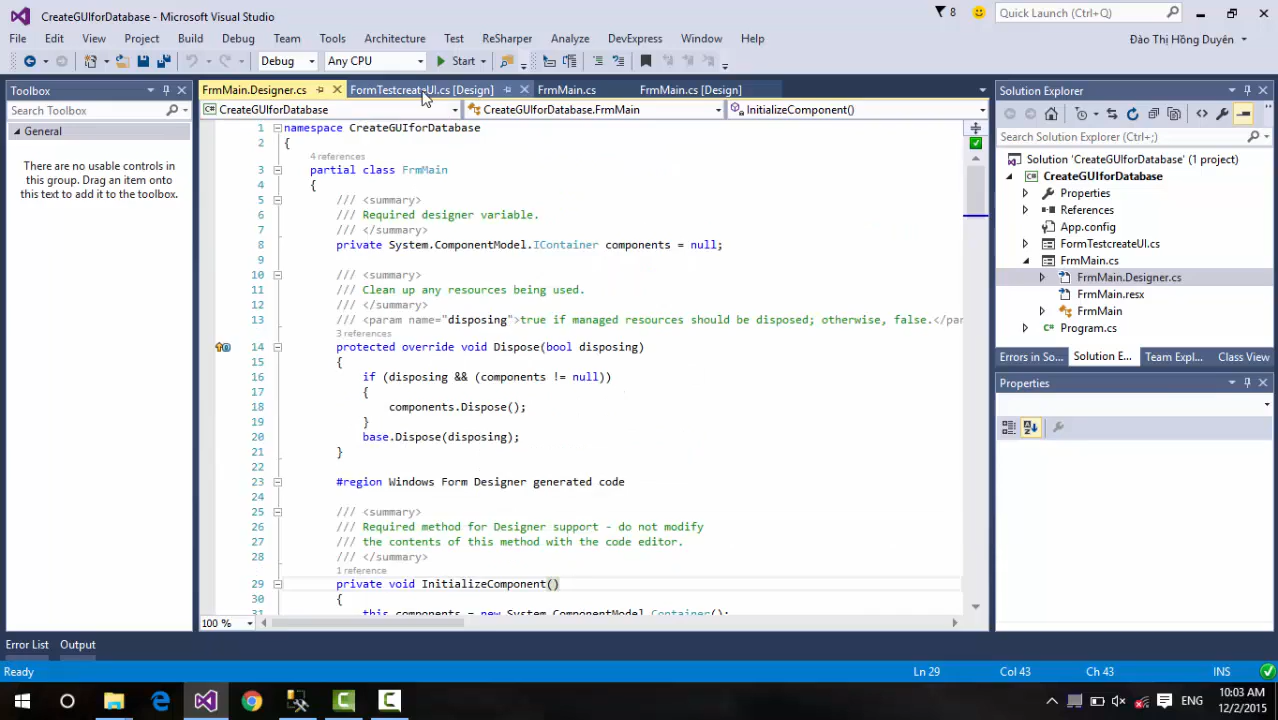 CreateGUIforDatabase - Microsoft Visual Studio
8
Quick Launch (Ctrl+Q)
File Edit View Project Build Debug Team Tools Architecture Test ReSharper Analyze DevExpress Window Help
Đào Thị Hồng Duyên
Debug Any CPU Start
Toolbox
Search Toolbox
General
There are no usable controls in
this group. Drag an item onto
this text to add it to the toolbox.
FrmMain.Designer.cs FormTestcreateUI.cs [Design] FrmMain.cs FrmMain.cs [Design]
CreateGUIforDatabase CreateGUIforDatabase.FrmMain InitializeComponent()
1 namespace CreateGUIforDatabase
2 {
4 references
3 partial class FrmMain
4 {
5 /// <summary>
6 /// Required designer variable.
7 /// </summary>
8 private System.ComponentModel.IContainer components = null;
9
10 /// <summary>
11 /// Clean up any resources being used.
12 /// </summary>
13 /// <param name="disposing">true if managed resources should be disposed; otherwise, false.</par
3 references
14 protected override void Dispose(bool disposing)
15 {
16 if (disposing && (components != null))
17 {
18 components.Dispose();
19 }
20 base.Dispose(disposing);
21 }
22
23 #region Windows Form Designer generated code
24
25 /// <summary>
26 /// Required method for Designer support - do not modify
27 /// the contents of this method with the code editor.
28 /// </summary>
1 reference
29 private void InitializeComponent()
30 {
31 this.components = new System.ComponentModel.Container();
100 %
Solution Explorer
Search Solution Explorer (Ctrl+;)
Solution 'CreateGUIforDatabase' (1 project)
CreateGUIforDatabase
Properties
References
App.config
FormTestcreateUI.cs
FrmMain.cs
FrmMain.Designer.cs
FrmMain.resx
FrmMain
Program.cs
Errors in So... Solution E... Team Expl... Class View
Properties
Error List Output
Ready Ln 29 Col 43 Ch 43 INS
ENG
10:03 AM
12/2/2015